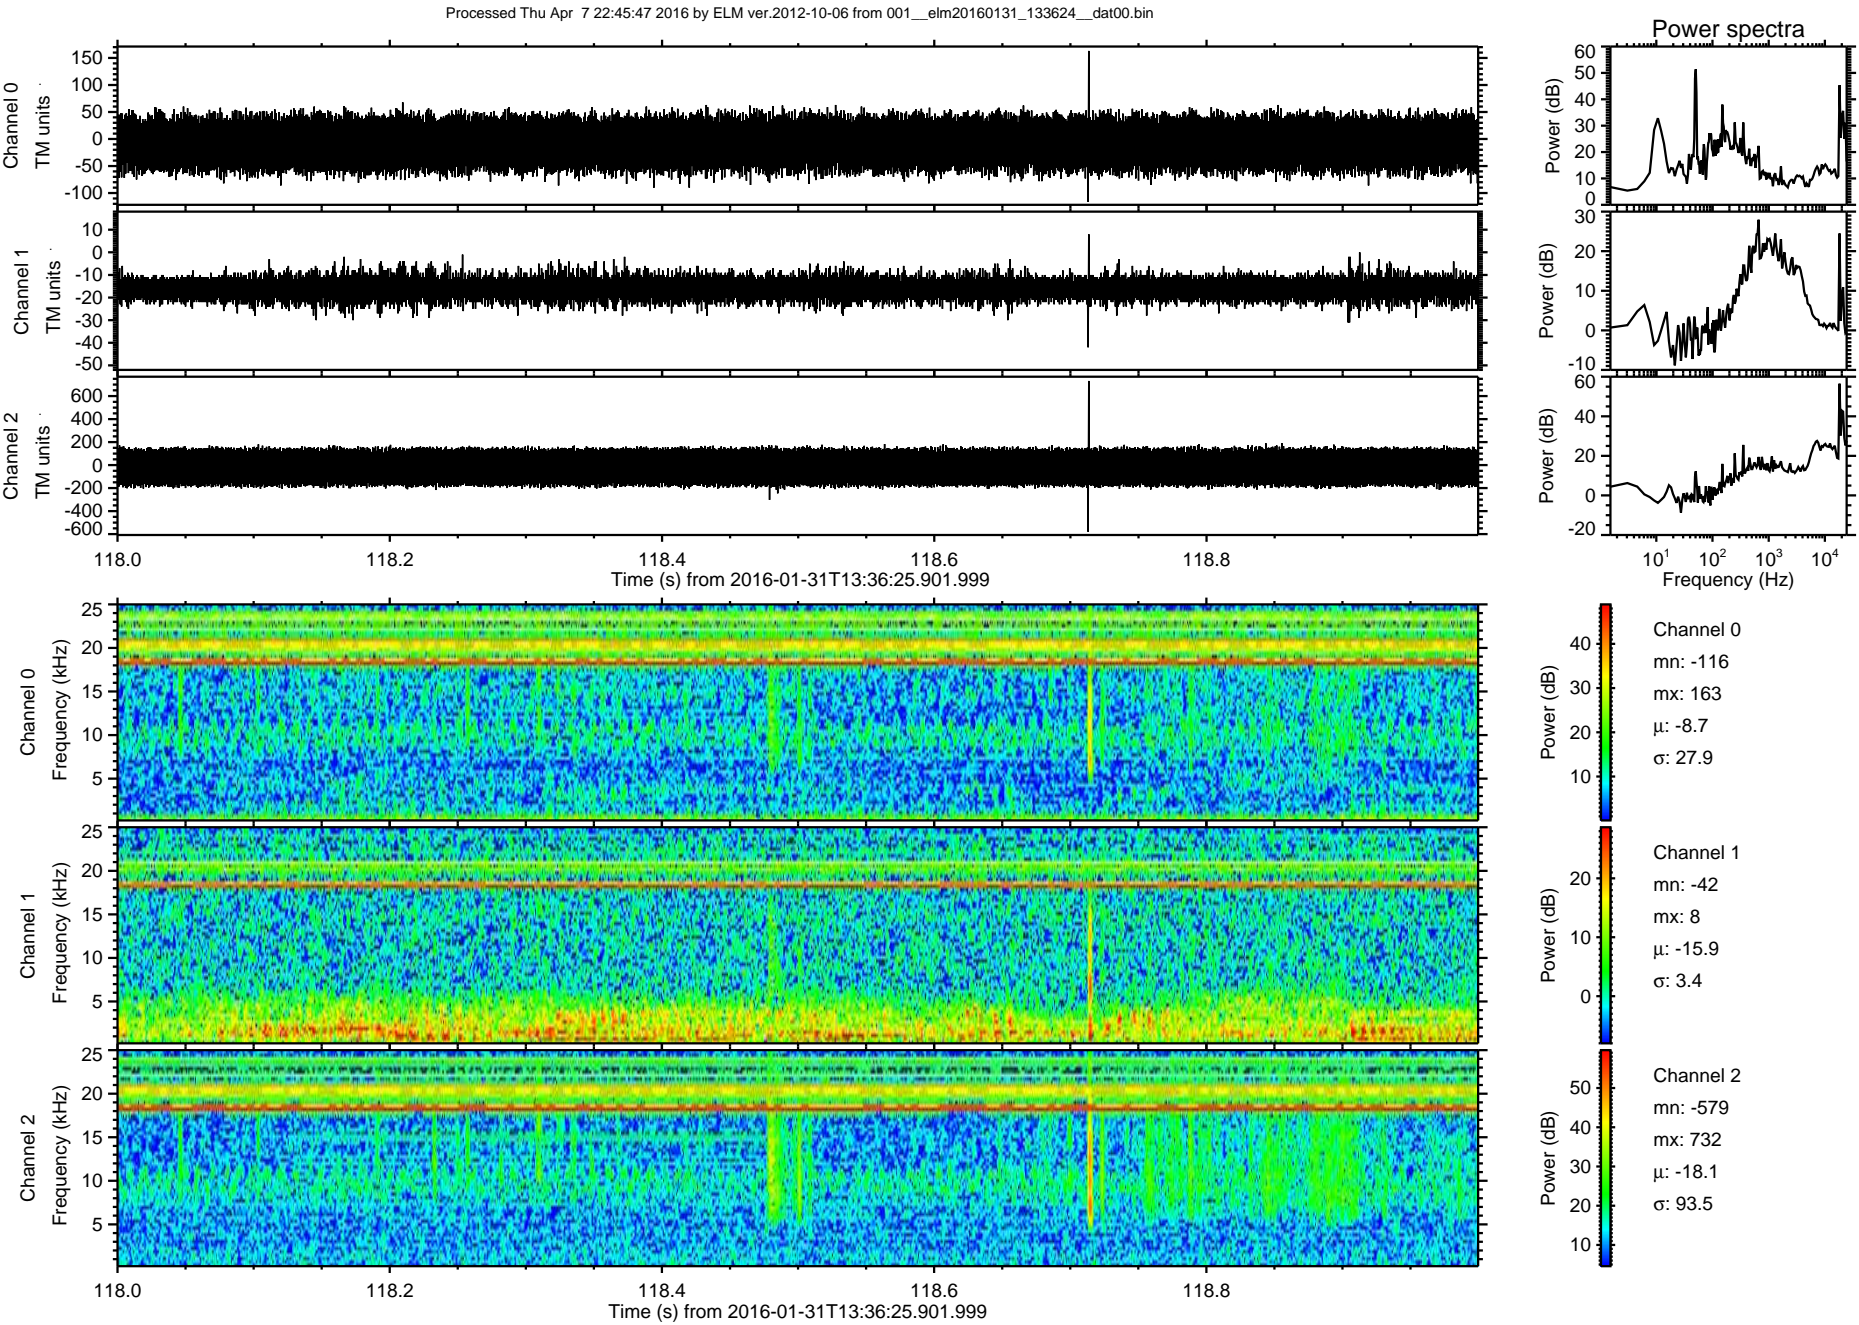 Processed Thu Apr  7 22:45:47 2016 by ELM ver.2012-10-06 from 001__elm20160131_133624__dat00.bin
Power spectra
Channel 0
TM units
150
100
50
0
-50
-100
Power (dB)
60
50
40
30
20
10
0
Channel 1
TM units
10
0
-10
-20
-30
-40
-50
Power (dB)
30
20
10
0
-10
Channel 2
TM units
600
400
200
0
-200
-400
-600
Power (dB)
60
40
20
0
-20
118.0 118.2 118.4 118.6 118.8
Time (s) from 2016-01-31T13:36:25.901.999
10¹ 10² 10³ 10⁴
Frequency (Hz)
Channel 0
Frequency (kHz)
25
20
15
10
5
Power (dB)
40
30
20
10
Channel 0
mn: -116
mx: 163
μ: -8.7
σ: 27.9
Channel 1
Frequency (kHz)
25
20
15
10
5
Power (dB)
20
10
0
Channel 1
mn: -42
mx: 8
μ: -15.9
σ: 3.4
Channel 2
Frequency (kHz)
25
20
15
10
5
Power (dB)
50
40
30
20
10
Channel 2
mn: -579
mx: 732
μ: -18.1
σ: 93.5
118.0 118.2 118.4 118.6 118.8
Time (s) from 2016-01-31T13:36:25.901.999